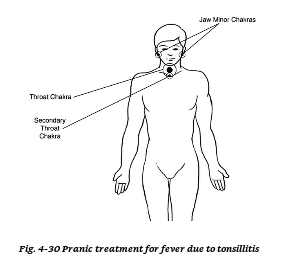 Jaw Minor Chakras
Throat Chakra
Secondary
Throat
Chakra
Fig. 4-30 Pranic treatment for fever due to tonsillitis